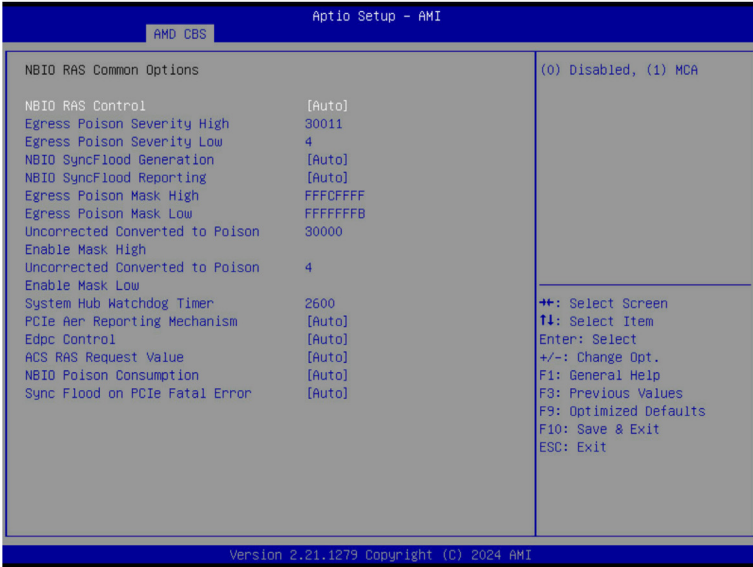 Aptio Setup – AMI
AMD CBS
NBIO RAS Common Options
(0) Disabled, (1) MCA
NBIO RAS Control [Auto]
Egress Poison Severity High 30011
Egress Poison Severity Low 4
NBIO SyncFlood Generation [Auto]
NBIO SyncFlood Reporting [Auto]
Egress Poison Mask High FFFCFFFF
Egress Poison Mask Low FFFFFFFB
Uncorrected Converted to Poison 30000
Enable Mask High
Uncorrected Converted to Poison 4
Enable Mask Low
System Hub Watchdog Timer 2600
PCIe Aer Reporting Mechanism [Auto]
Edpc Control [Auto]
ACS RAS Request Value [Auto]
NBIO Poison Consumption [Auto]
Sync Flood on PCIe Fatal Error [Auto]
→←: Select Screen
↑↓: Select Item
Enter: Select
+/-: Change Opt.
F1: General Help
F3: Previous Values
F9: Optimized Defaults
F10: Save & Exit
ESC: Exit
Version 2.21.1279 Copyright (C) 2024 AMI